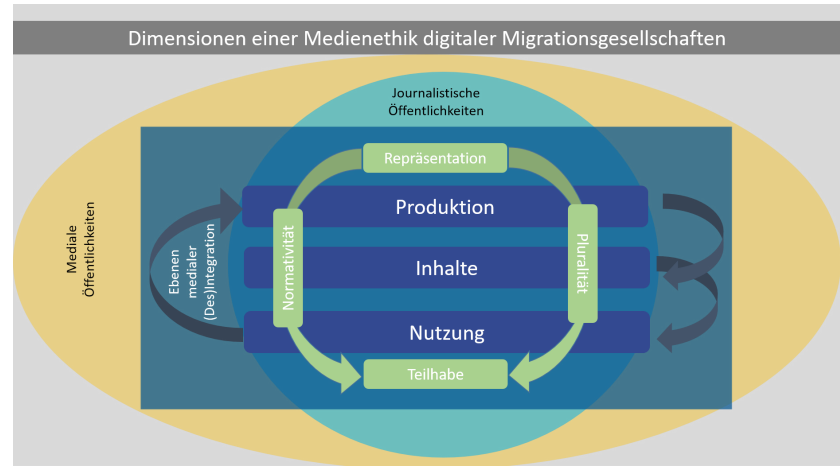 Dimensionen einer Medienethik digitaler Migrationsgesellschaften
Journalistische
Öffentlichkeiten
Repräsentation
Produktion
Mediale
Öffentlichkeiten
Ebenen
medialer
(Des)Integration
Normativität
Inhalte
Pluralität
Nutzung
Teilhabe